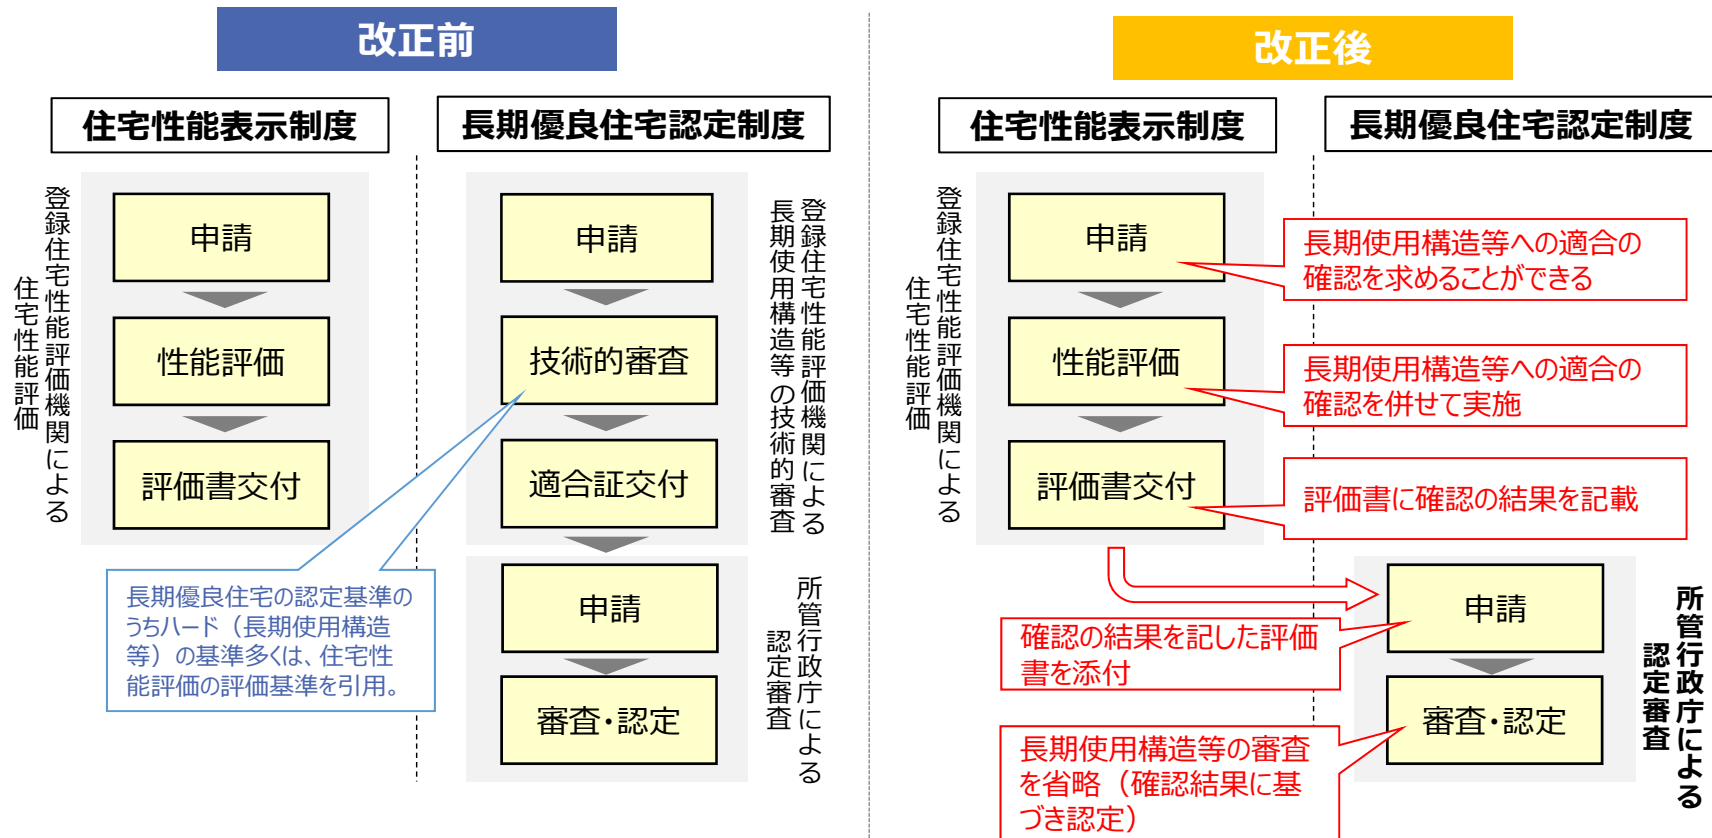 改正前
住宅性能表示制度
長期優良住宅認定制度
登録住宅性能評価機関による
住宅性能評価
申請
性能評価
評価書交付
申請
技術的審査
適合証交付
登録住宅性能評価機関による
長期使用構造等の技術的審査
長期優良住宅の認定基準の
うちハード（長期使用構造
等）の基準多くは、住宅性
能評価の評価基準を引用。
申請
審査・認定
所管行政庁による
認定審査
改正後
住宅性能表示制度
長期優良住宅認定制度
登録住宅性能評価機関による
住宅性能評価
申請
長期使用構造等への適合の
確認を求めることができる
性能評価
長期使用構造等への適合の
確認を併せて実施
評価書交付
評価書に確認の結果を記載
申請
確認の結果を記した評価
書を添付
審査・認定
長期使用構造等の審査
を省略（確認結果に基
づき認定）
所管行政庁による
認定審査